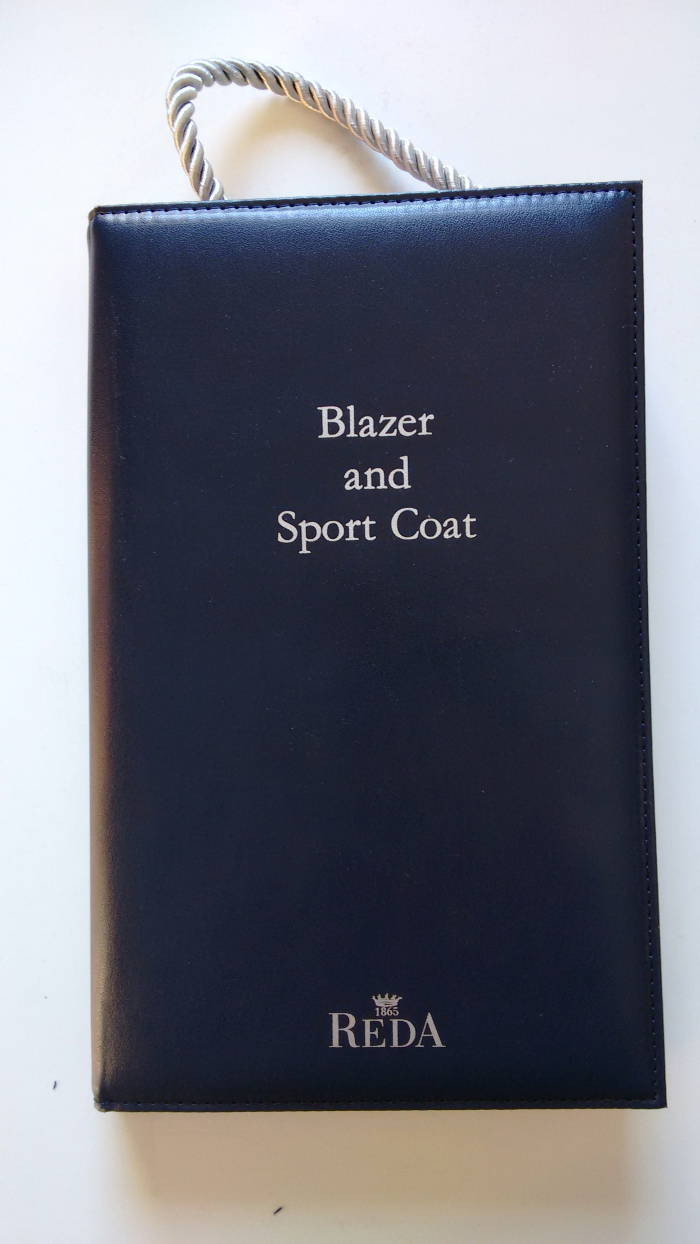 Blazer
and
Sport Coat
1865
REDA